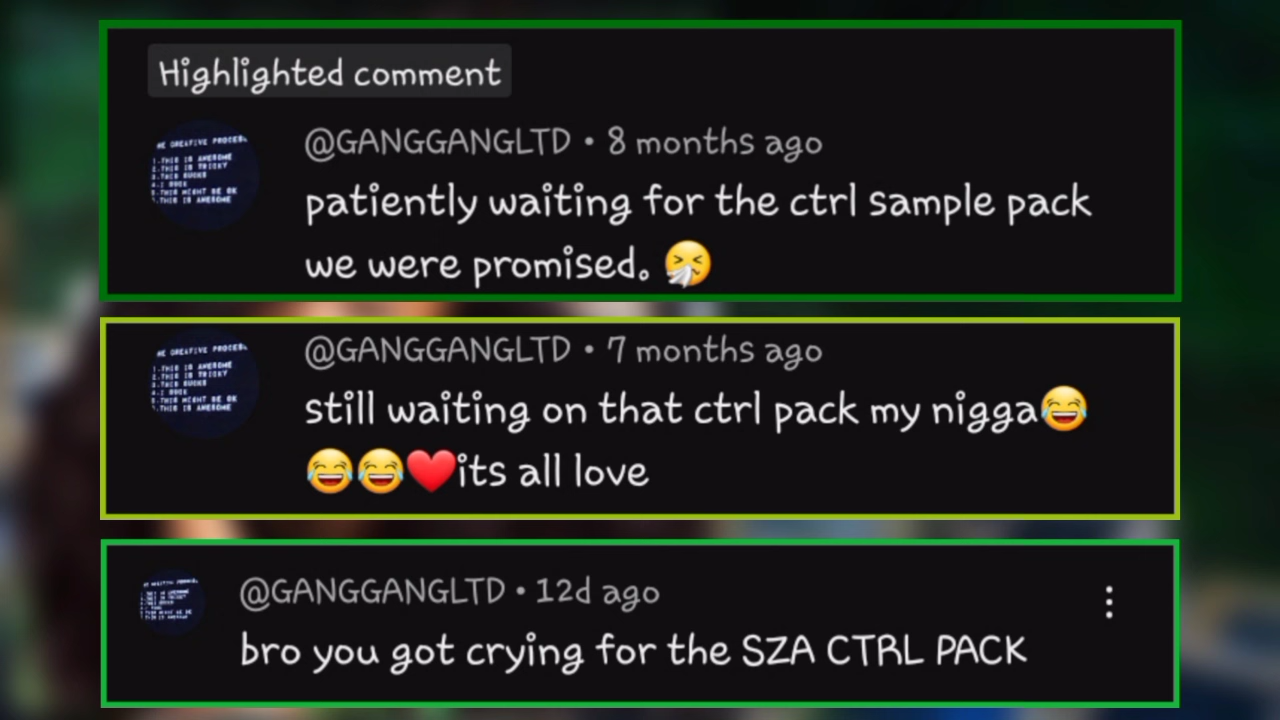 Highlighted comment
@GANGGANGLTD • 8 months ago
patiently waiting for the ctrl sample pack
we were promised. 🤧
@GANGGANGLTD • 7 months ago
still waiting on that ctrl pack my nigga😂
😂😂❤️its all love
@GANGGANGLTD • 12d ago
bro you got crying for the SZA CTRL PACK